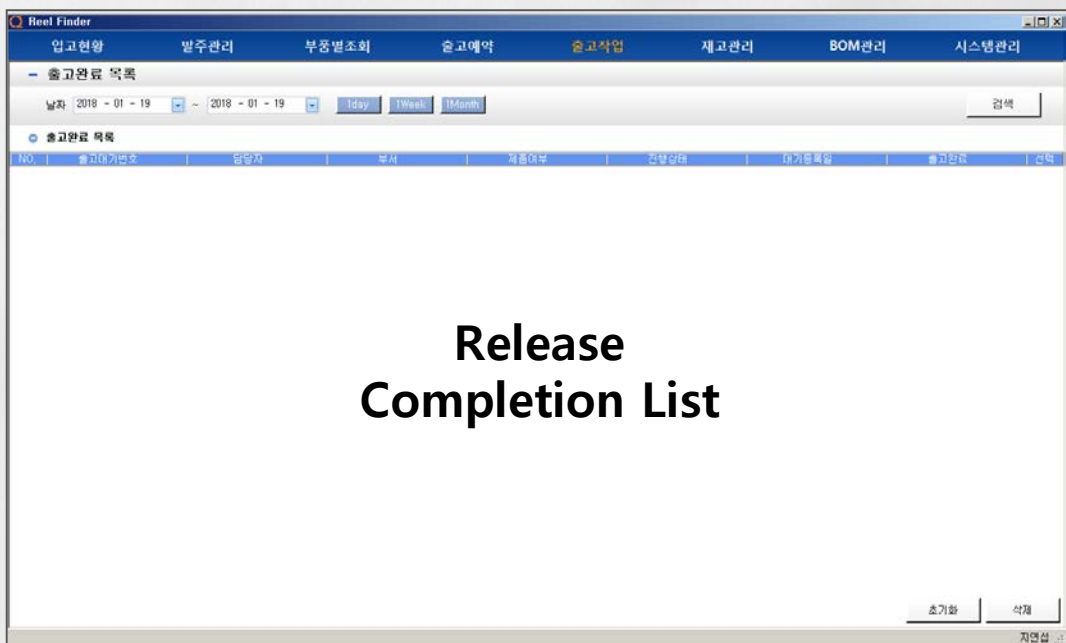 Reel Finder
입고현황 발주관리 부품별조회 출고예약 출고작업 재고관리 BOM관리 시스템관리
출고완료 목록
날짜 2018 - 01 - 19 ~ 2018 - 01 - 19 1day 1Week 1Month 검색
출고완료 목록
NO. 출고대기번호 담당자 부서 제품여부 진행상태 대기등록일 출고완료 선택
Release
Completion List
초기화 삭제
지연섭